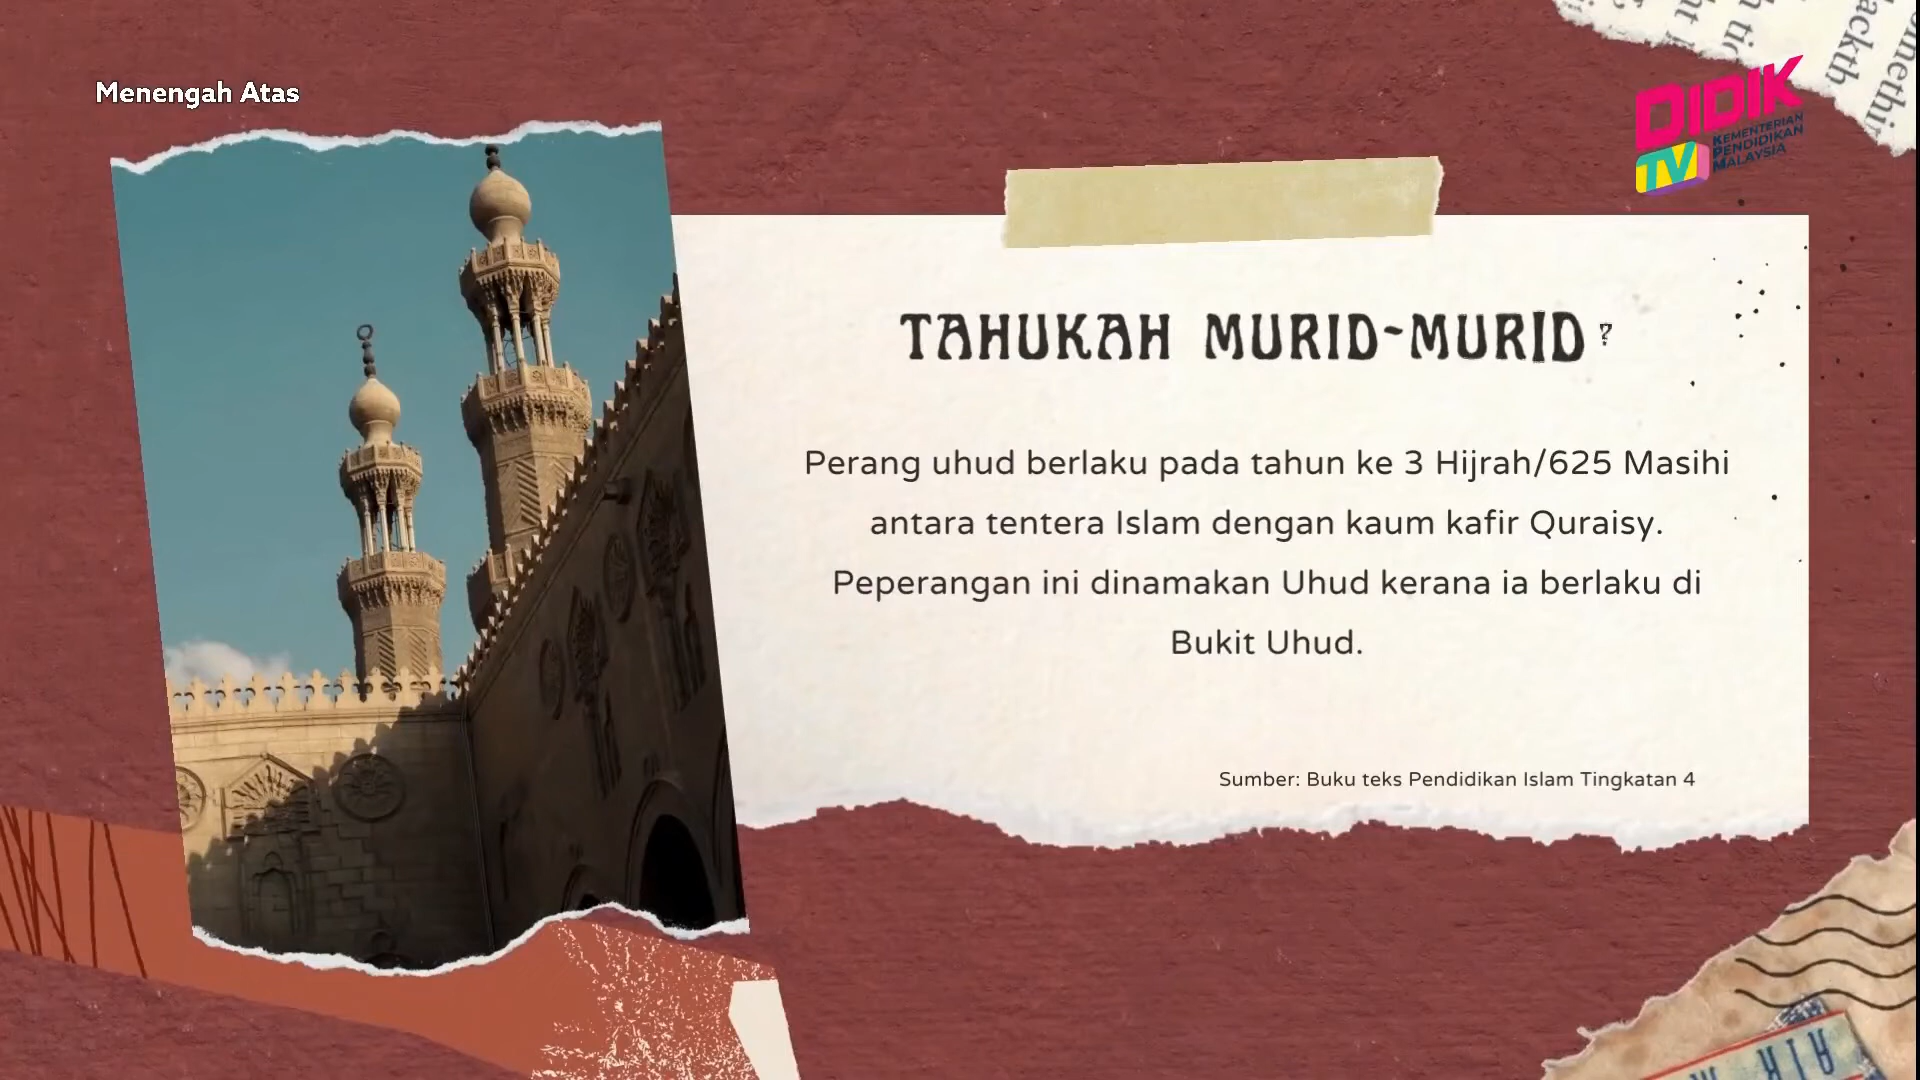 Menengah Atas
DIDIK
TV
KEMENTERIAN
PENDIDIKAN
MALAYSIA
TAHUKAH MURID-MURID?
Perang uhud berlaku pada tahun ke 3 Hijrah/625 Masihi
antara tentera Islam dengan kaum kafir Quraisy.
Peperangan ini dinamakan Uhud kerana ia berlaku di
Bukit Uhud.
Sumber: Buku teks Pendidikan Islam Tingkatan 4